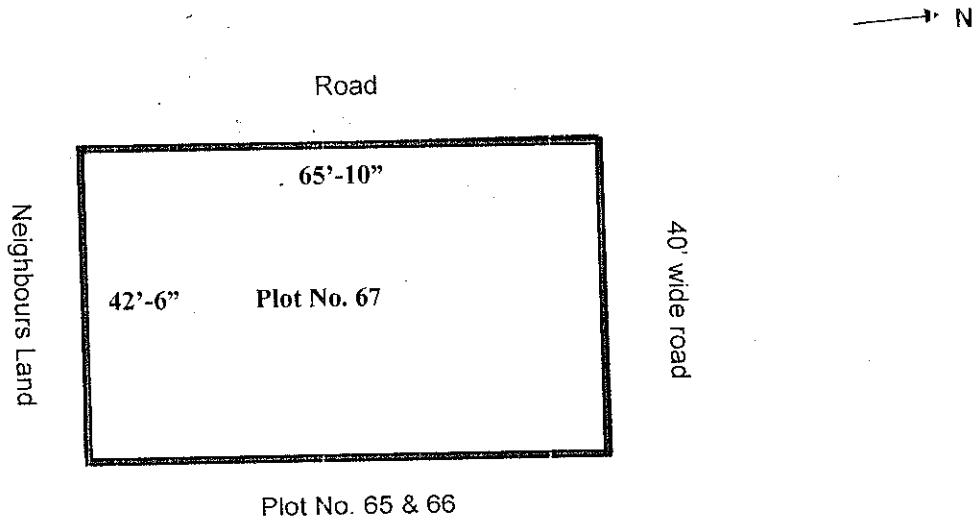 N
Road
65’-10”
Neighbours Land
42’-6”
Plot No. 67
40' wide road
Plot No. 65 & 66